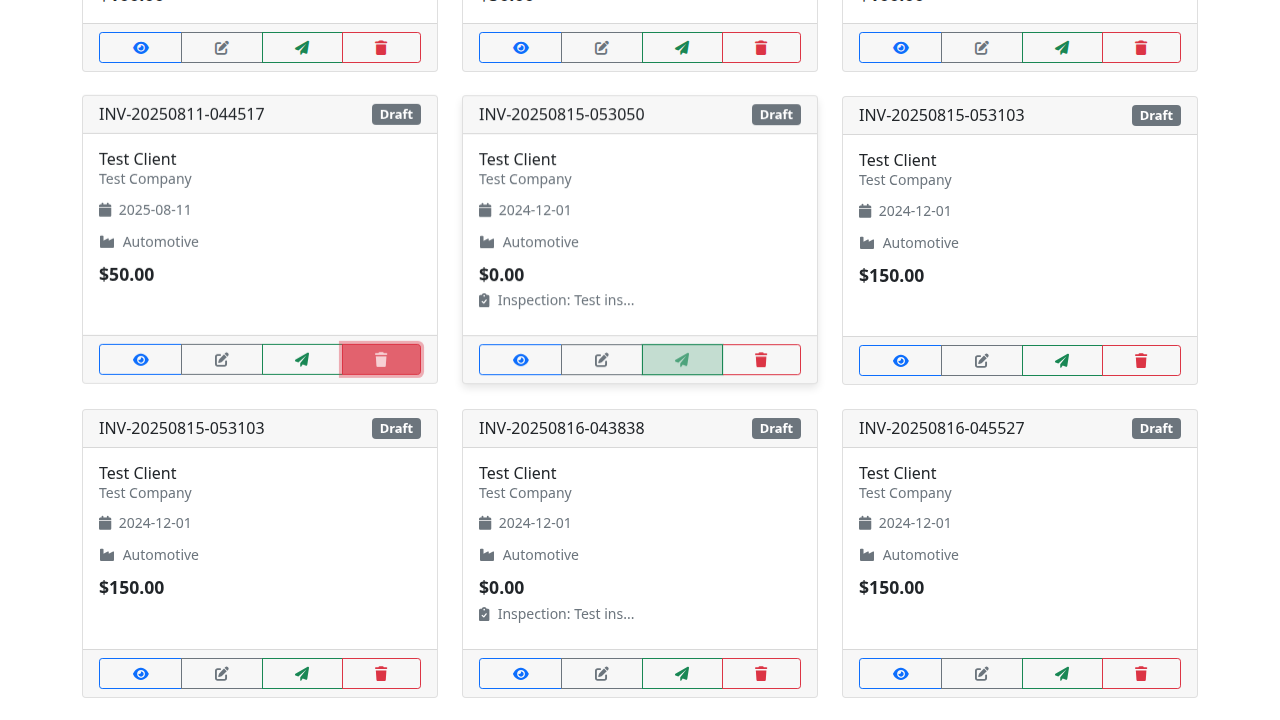 INV-20250811-044517 Draft
Test Client
Test Company
2025-08-11
Automotive
$50.00
INV-20250815-053050 Draft
Test Client
Test Company
2024-12-01
Automotive
$0.00
Inspection: Test ins...
INV-20250815-053103 Draft
Test Client
Test Company
2024-12-01
Automotive
$150.00
INV-20250815-053103 Draft
Test Client
Test Company
2024-12-01
Automotive
$150.00
INV-20250816-043838 Draft
Test Client
Test Company
2024-12-01
Automotive
$0.00
Inspection: Test ins...
INV-20250816-045527 Draft
Test Client
Test Company
2024-12-01
Automotive
$150.00